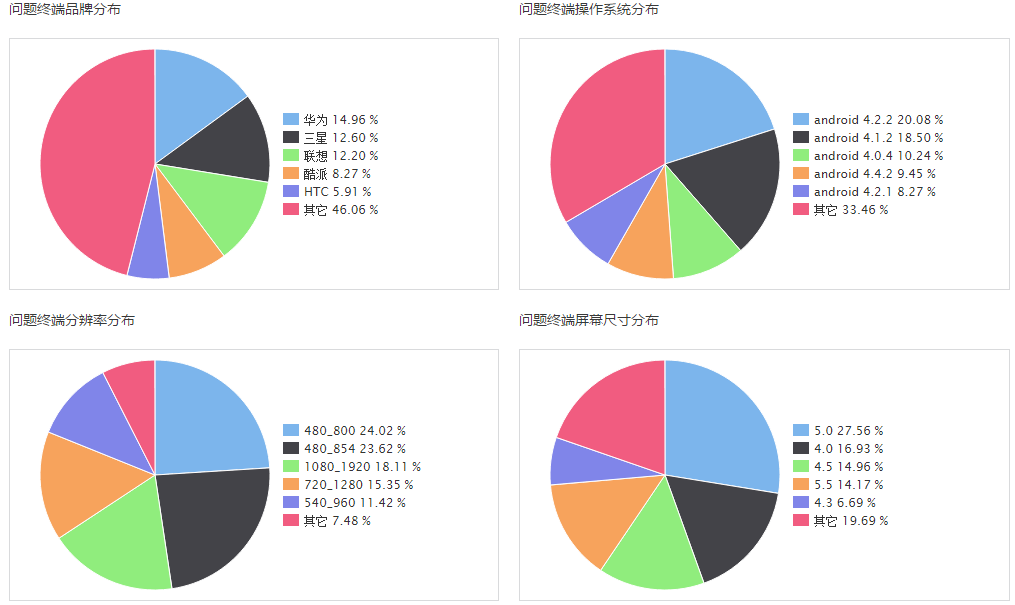 问题终端品牌分布
华为 14.96 %
三星 12.60 %
联想 12.20 %
酷派 8.27 %
HTC 5.91 %
其它 46.06 %
问题终端操作系统分布
android 4.2.2 20.08 %
android 4.1.2 18.50 %
android 4.0.4 10.24 %
android 4.4.2 9.45 %
android 4.2.1 8.27 %
其它 33.46 %
问题终端分辨率分布
480_800 24.02 %
480_854 23.62 %
1080_1920 18.11 %
720_1280 15.35 %
540_960 11.42 %
其它 7.48 %
问题终端屏幕尺寸分布
5.0 27.56 %
4.0 16.93 %
4.5 14.96 %
5.5 14.17 %
4.3 6.69 %
其它 19.69 %